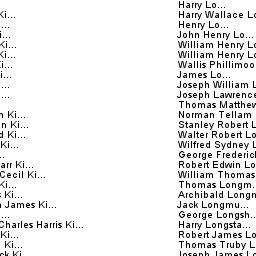 Harry Lo...
Ki... Harry Wallace Lo
... Henry Lo...
i... John Henry Lo...
Ki... William Henry Lo
Ki... William Henry Lo
Ki... Wallis Phillimoo
i... James Lo...
... Joseph William L
... Joseph Lawrence
Thomas Matthew
Ki... Norman Tellam
n Ki... Stanley Robert L
d Ki... Walter Robert Lo
Ki... Wilfred Sydney L
... George Frederick
arr Ki... Robert Edwin Lo
Cecil Ki... William Thomas
Ki... Thomas Longm...
s Ki... Archibald Longm
James Ki... Jack Longmu...
... George Longsh...
Charles Harris Ki... Harry Longsta...
Ki... Robert James Lo
Ki... Thomas Truby L
ck Ki... Joseph James Lo